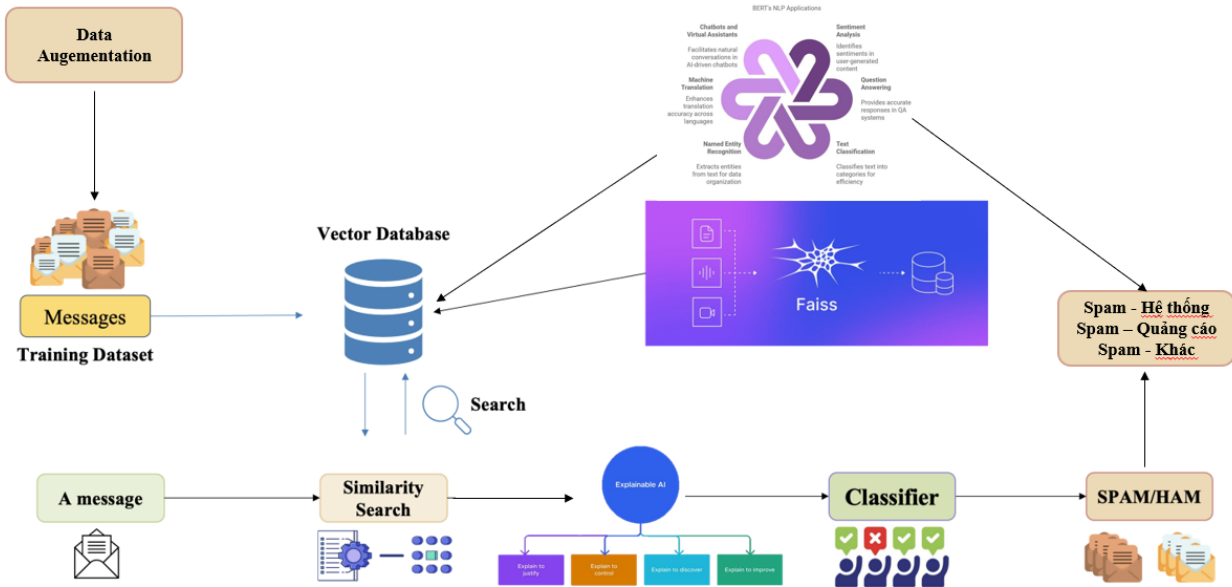 Data
Augementation
BERT's NLP Applications
Chatbots and
Virtual Assistants
Facilitates natural
conversations in
AI-driven chatbots
Sentiment
Analysis
Identifies
sentiments in
user-generated
content
Machine
Translation
Enhances
translation
accuracy across
languages
Question
Answering
Provides accurate
responses in QA
systems
Named Entity
Recognition
Extracts entities
from text for data
organization
Text
Classification
Classifies text into
categories for
efficiency
Vector Database
Faiss
Messages
Training Dataset
Spam - Hệ thống
Spam – Quảng cáo
Spam - Khác
Search
A message
Similarity
Search
Explainable AI
Classifier
SPAM/HAM
Explain to
justify
Explain to
control
Explain to discover
Explain to improve